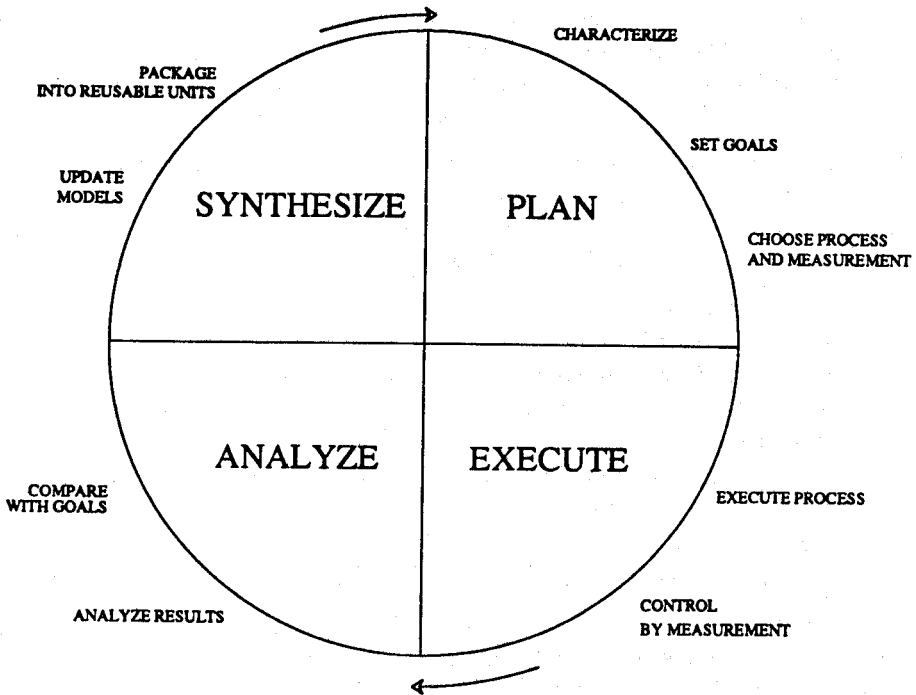 CHARACTERIZE
PACKAGE
INTO REUSABLE UNITS
SET GOALS
UPDATE
MODELS
SYNTHESIZE
PLAN
CHOOSE PROCESS
AND MEASUREMENT
ANALYZE
EXECUTE
COMPARE
WITH GOALS
EXECUTE PROCESS
ANALYZE RESULTS
CONTROL
BY MEASUREMENT